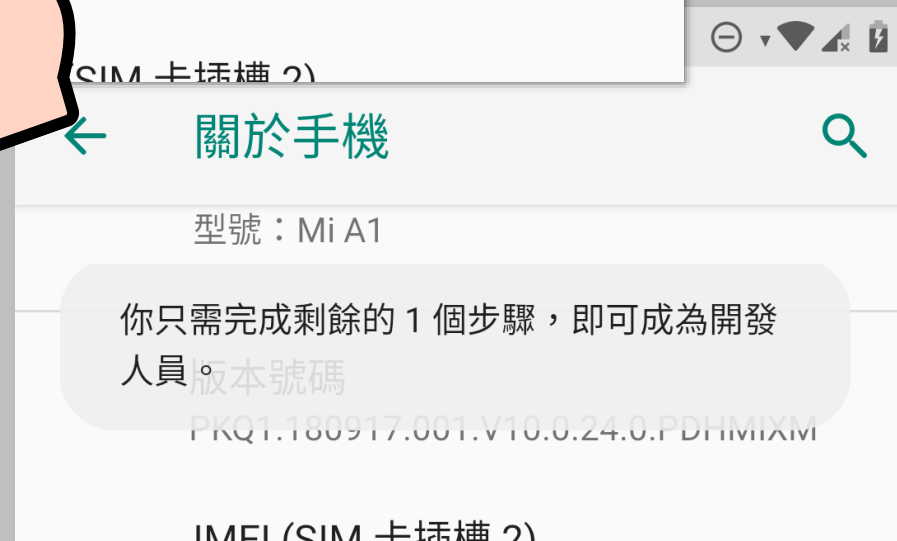 (SIM 卡插槽 2)
關於手機
型號：Mi A1
你只需完成剩餘的 1 個步驟，即可成為開發
人員。
版本號碼
PKQ1.180917.001.V10.0.24.0.PDHMIXM
IMEI (SIM 卡插槽 2)